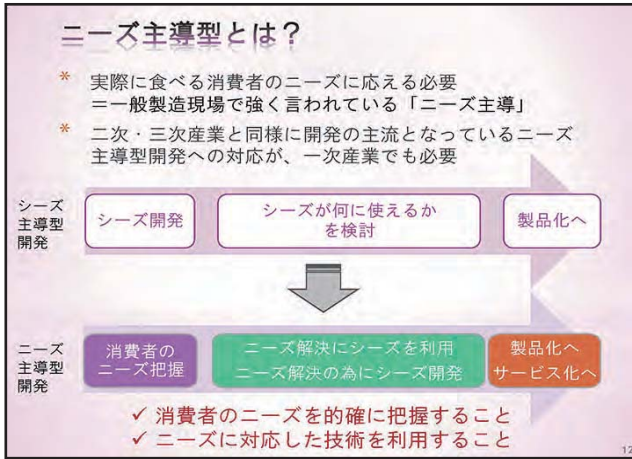 ニーズ主導型とは？
* 実際に食べる消費者のニーズに応える必要
＝一般製造現場で強く言われている「ニーズ主導」
* 二次・三次産業と同様に開発の主流となっているニーズ
主導型開発への対応が、一次産業でも必要
シーズ
主導型
開発
シーズ開発
シーズが何に使えるか
を検討
製品化へ
ニーズ
主導型
開発
消費者の
ニーズ把握
ニーズ解決にシーズを利用
ニーズ解決の為にシーズ開発
製品化へ
サービス化へ
✓ 消費者のニーズを的確に把握すること
✓ ニーズに対応した技術を利用すること